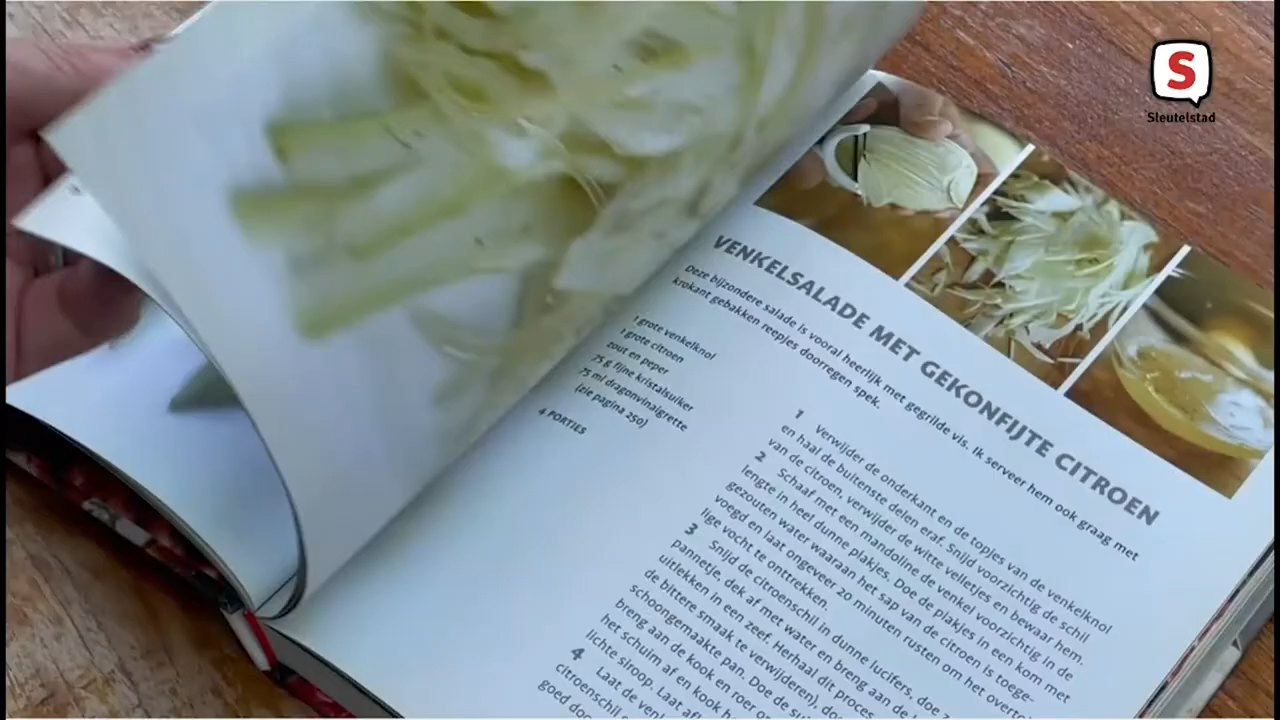 S
Sleutelstad
VENKELSALADE MET GEKONFIJTE CITROEN
Deze bijzondere salade is vooral heerlijk met gegrilde vis. Ik serveer hem ook graag met
krokant gebakken reepjes doorregen spek.
1 grote venkelknol
1 grote citroen
zout en peper
75 g fijne kristalsuiker
75 ml dragonvinaigrette
(zie pagina 250)
4 PORTIES
1 Verwijder de onderkant en de topjes van de venkelknol
en haal de buitenste delen eraf. Snijd voorzichtig de schil
van de citroen, verwijder de witte velletjes en bewaar hem.
2 Schaaf met een mandoline de venkel voorzichtig in de
lengte in heel dunne plakjes. Doe de plakjes in een kom met
gezouten water waaraan het sap van de citroen is toege-
voegd en laat ongeveer 20 minuten rusten om het overto
lige vocht te onttrekken.
3 Snijd de citroenschil in dunne lucifers, doe z
pannetje, dek af met water en breng aan de
uitlekken in een zeef. Herhaal dit proces
de bittere smaak te verwijderen), do
schoongemaakte pan. Doe de su
breng aan de kook en roer
het schuim af en kook h
lichte siroop. Laat af
4 Laat de ven
citroenschil
goed do